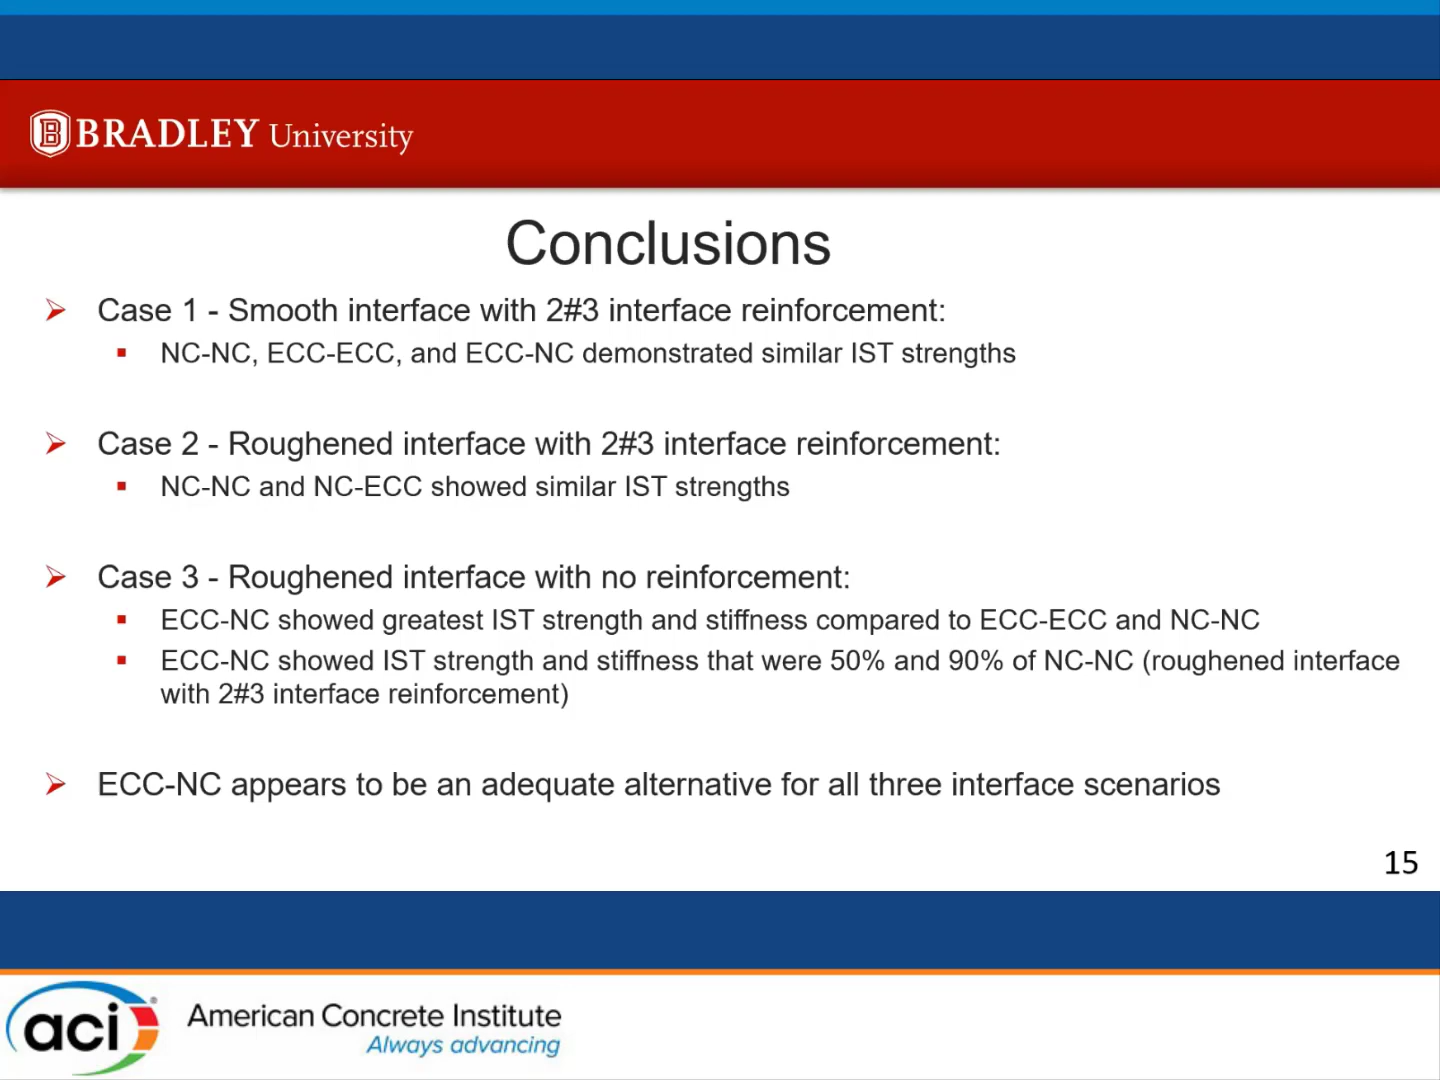 BRADLEY University
Conclusions
Case 1 - Smooth interface with 2#3 interface reinforcement:
NC-NC, ECC-ECC, and ECC-NC demonstrated similar IST strengths
Case 2 - Roughened interface with 2#3 interface reinforcement:
NC-NC and NC-ECC showed similar IST strengths
Case 3 - Roughened interface with no reinforcement:
ECC-NC showed greatest IST strength and stiffness compared to ECC-ECC and NC-NC
ECC-NC showed IST strength and stiffness that were 50% and 90% of NC-NC (roughened interface
with 2#3 interface reinforcement)
ECC-NC appears to be an adequate alternative for all three interface scenarios
15
aci
American Concrete Institute
Always advancing